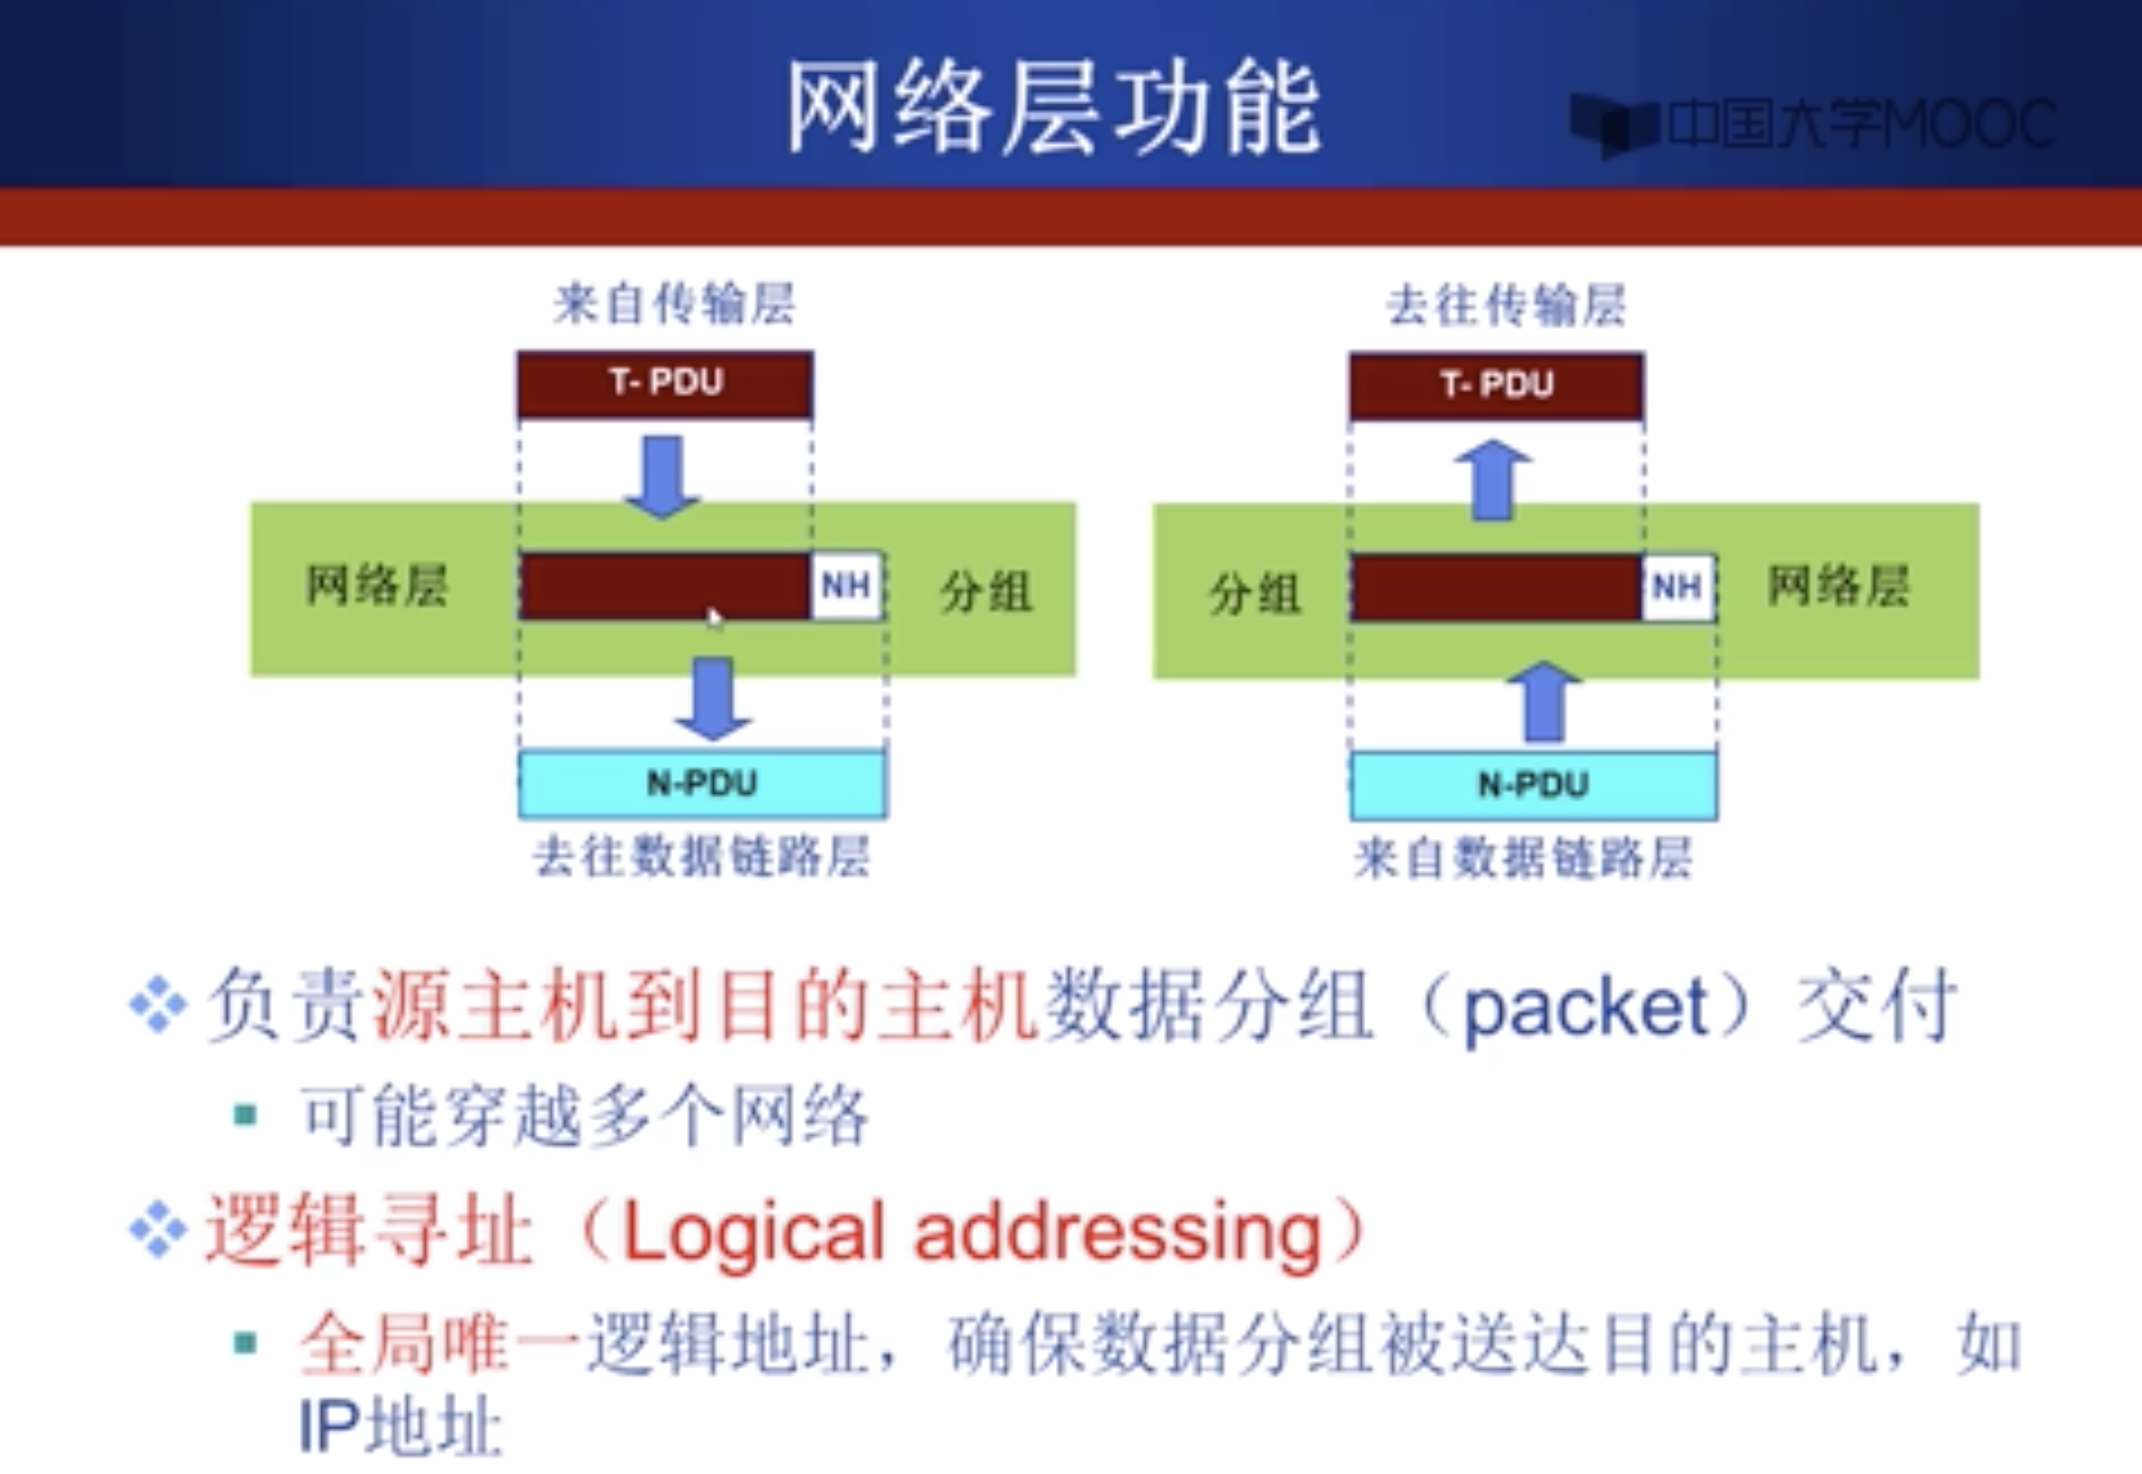 网络层功能
中国大学MOOC
来自传输层
去往传输层
T- PDU
T- PDU
网络层
NH
分组
分组
NH
网络层
N-PDU
N-PDU
去往数据链路层
来自数据链路层
负责源主机到目的主机数据分组（packet）交付
可能穿越多个网络
逻辑寻址（Logical addressing）
全局唯一逻辑地址，确保数据分组被送达目的主机，如
IP地址